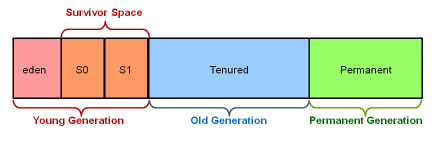 Survivor Space
eden S0 S1 Tenured Permanent
Young Generation Old Generation Permanent Generation